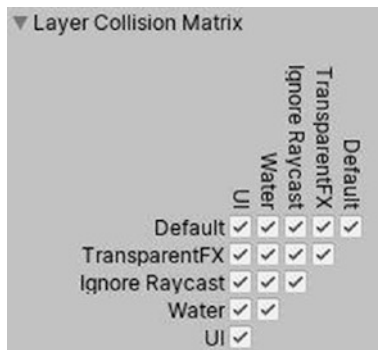 Layer Collision Matrix
Default
TransparentFX
Ignore Raycast
Water
UI
Default
TransparentFX
Ignore Raycast
Water
UI